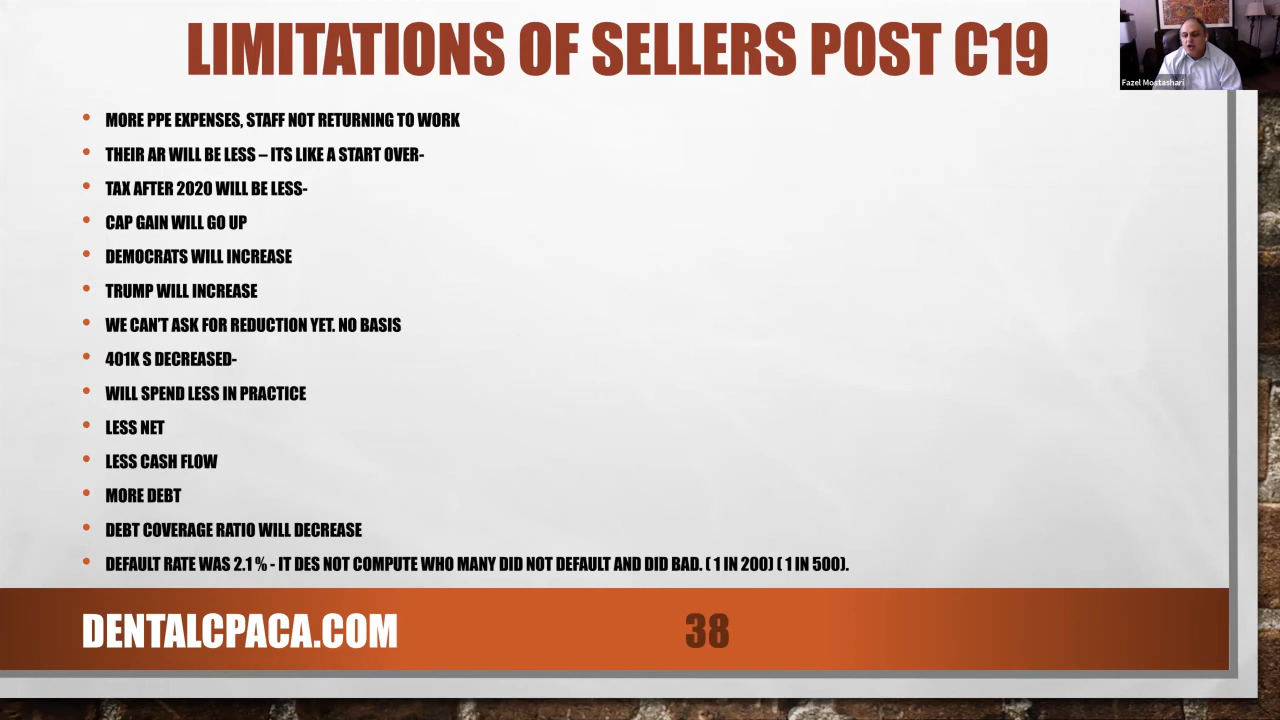 LIMITATIONS OF SELLERS POST C19
Fazel Mostashari
MORE PPE EXPENSES, STAFF NOT RETURNING TO WORK
THEIR AR WILL BE LESS – ITS LIKE A START OVER-
TAX AFTER 2020 WILL BE LESS-
CAP GAIN WILL GO UP
DEMOCRATS WILL INCREASE
TRUMP WILL INCREASE
WE CAN'T ASK FOR REDUCTION YET. NO BASIS
401K S DECREASED-
WILL SPEND LESS IN PRACTICE
LESS NET
LESS CASH FLOW
MORE DEBT
DEBT COVERAGE RATIO WILL DECREASE
DEFAULT RATE WAS 2.1 % - IT DES NOT COMPUTE WHO MANY DID NOT DEFAULT AND DID BAD. ( 1 IN 200) ( 1 IN 500).
DENTALCPACA.COM
38